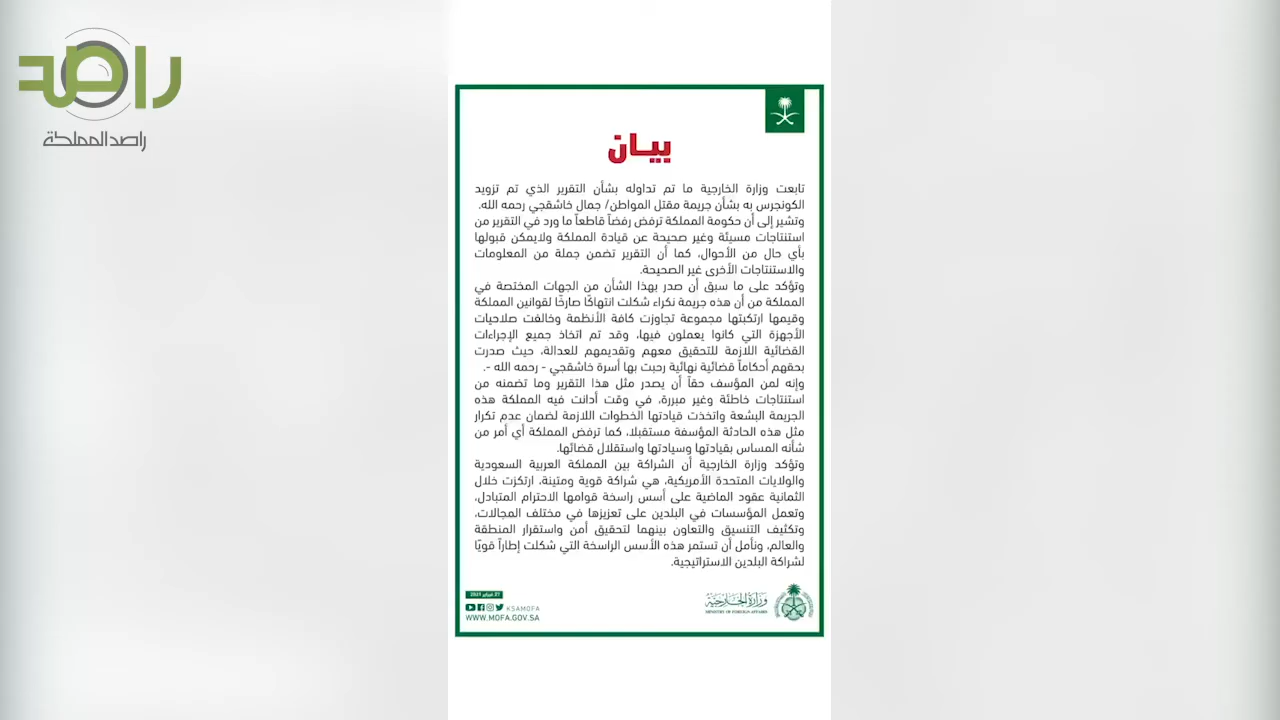 راصد
راصد المملكة
بيــان
تابعت وزارة الخارجية ما تم تداوله بشأن التقرير الذي تم تزويد
الكونجرس به بشأن جريمة مقتل المواطن/ جمال خاشقجي رحمه الله.
وتشير إلى أن حكومة المملكة ترفض رفضاً قاطعاً ما ورد في التقرير من
استنتاجات مسيئة وغير صحيحة عن قيادة المملكة ولايمكن قبولها
بأي حال من الأحوال، كما أن التقرير تضمن جملة من المعلومات
والاستنتاجات الأخرى غير الصحيحة.
وتؤكد على ما سبق أن صدر بهذا الشأن من الجهات المختصة في
المملكة من أن هذه جريمة نكراء شكلت انتهاكًا صارخًا لقوانين المملكة
وقيمها ارتكبتها مجموعة تجاوزت كافة الأنظمة وخالفت صلاحيات
الأجهزة التي كانوا يعملون فيها، وقد تم اتخاذ جميع الإجراءات
القضائية اللازمة للتحقيق معهم وتقديمهم للعدالة، حيث صدرت
بحقهم أحكاماً قضائية نهائية رحبت بها أسرة خاشقجي - رحمه الله -.
وإنه لمن المؤسف حقاً أن يصدر مثل هذا التقرير وما تضمنه من
استنتاجات خاطئة وغير مبررة، في وقت أدانت فيه المملكة هذه
الجريمة البشعة واتخذت قيادتها الخطوات اللازمة لضمان عدم تكرار
مثل هذه الحادثة المؤسفة مستقبلا، كما ترفض المملكة أي أمر من
شأنه المساس بقيادتها وسيادتها واستقلال قضائها.
وتؤكد وزارة الخارجية أن الشراكة بين المملكة العربية السعودية
والولايات المتحدة الأمريكية، هي شراكة قوية ومتينة، ارتكزت خلال
الثمانية عقود الماضية على أسس راسخة قوامها الاحترام المتبادل،
وتعمل المؤسسات في البلدين على تعزيزها في مختلف المجالات،
وتكثيف التنسيق والتعاون بينهما لتحقيق أمن واستقرار المنطقة
والعالم، ونأمل أن تستمر هذه الأسس الراسخة التي شكلت إطاراً قويًا
لشراكة البلدين الاستراتيجية.
وزارة الخارجية
MINISTRY OF FOREIGN AFFAIRS
27 فبراير 2021
KSAMOFA
WWW.MOFA.GOV.SA